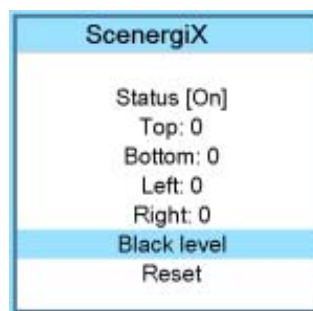 ScenergiX
Status [On]
Top: 0
Bottom: 0
Left: 0
Right: 0
Black level
Reset